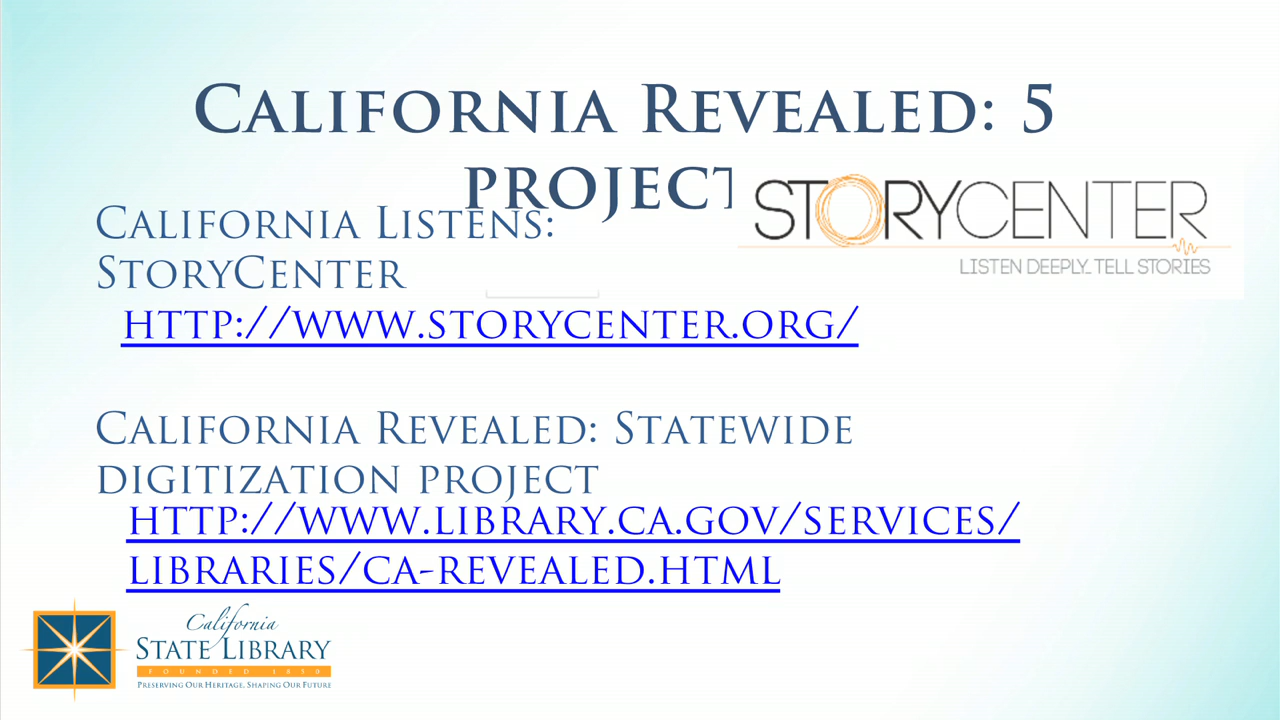 California Revealed: 5
project
STORYCENTER
LISTEN DEEPLY. TELL STORIES
California Listens:
StoryCenter
http://www.storycenter.org/
California Revealed: Statewide
digitization project
http://www.library.ca.gov/services/
libraries/ca-revealed.html
California
State Library
FOUNDED 1850
Preserving Our Heritage, Shaping Our Future